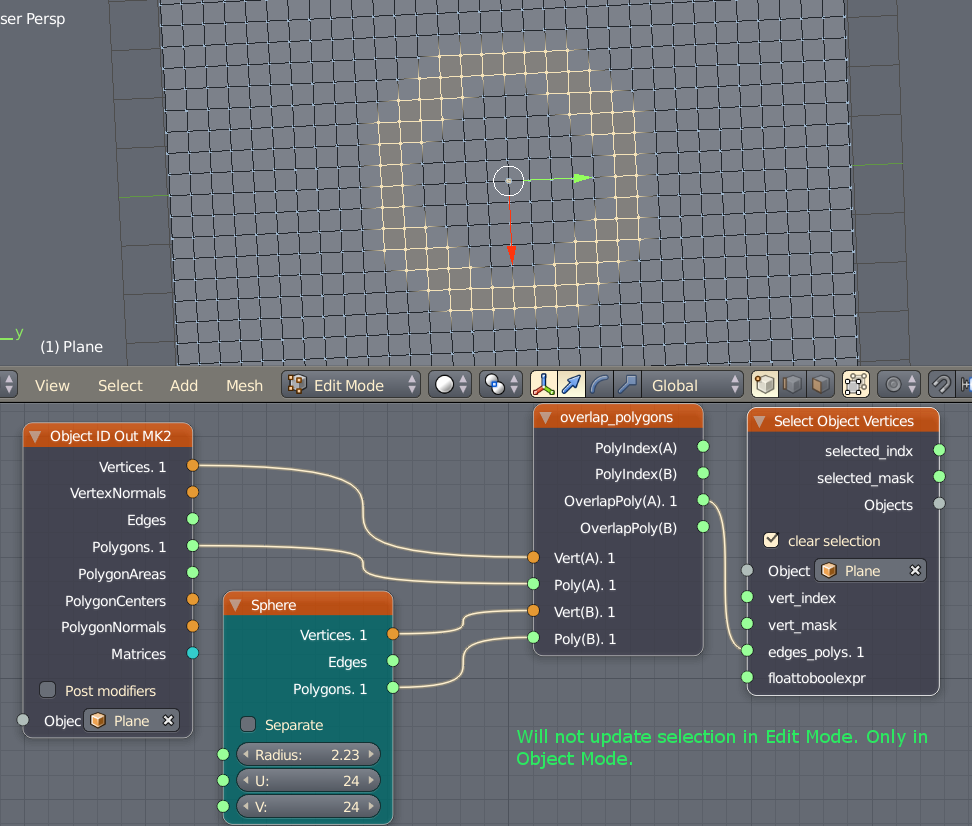 ser Persp
y
(1) Plane
View Select Add Mesh Edit Mode Global
Object ID Out MK2
Vertices. 1
VertexNormals
Edges
Polygons. 1
PolygonAreas
PolygonCenters
PolygonNormals
Matrices
Post modifiers
Objec Plane
Sphere
Vertices. 1
Edges
Polygons. 1
Separate
Radius: 2.23
U: 24
V: 24
overlap_polygons
PolyIndex(A)
PolyIndex(B)
OverlapPoly(A). 1
OverlapPoly(B)
Vert(A). 1
Poly(A). 1
Vert(B). 1
Poly(B). 1
Select Object Vertices
selected_indx
selected_mask
Objects
clear selection
Object Plane
vert_index
vert_mask
edges_polys. 1
floattoboolexpr
Will not update selection in Edit Mode. Only in
Object Mode.